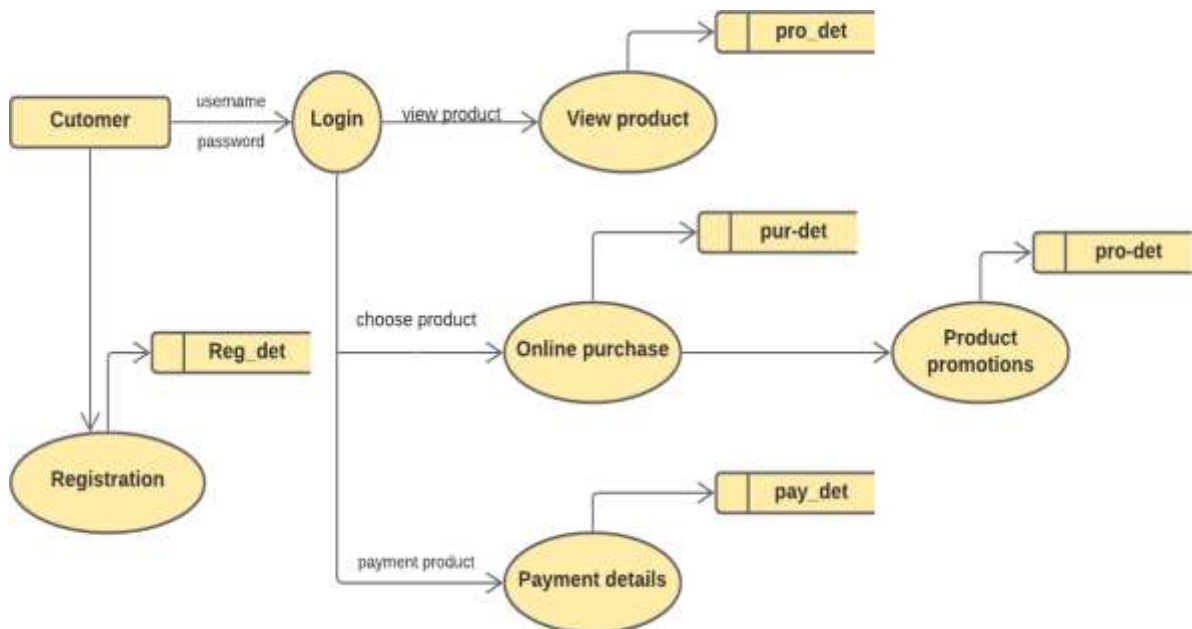 pro_det
username
Cutomer
Login
view product
View product
password
pur-det
pro-det
choose product
Online purchase
Product
promotions
Reg_det
Registration
pay_det
payment product
Payment details